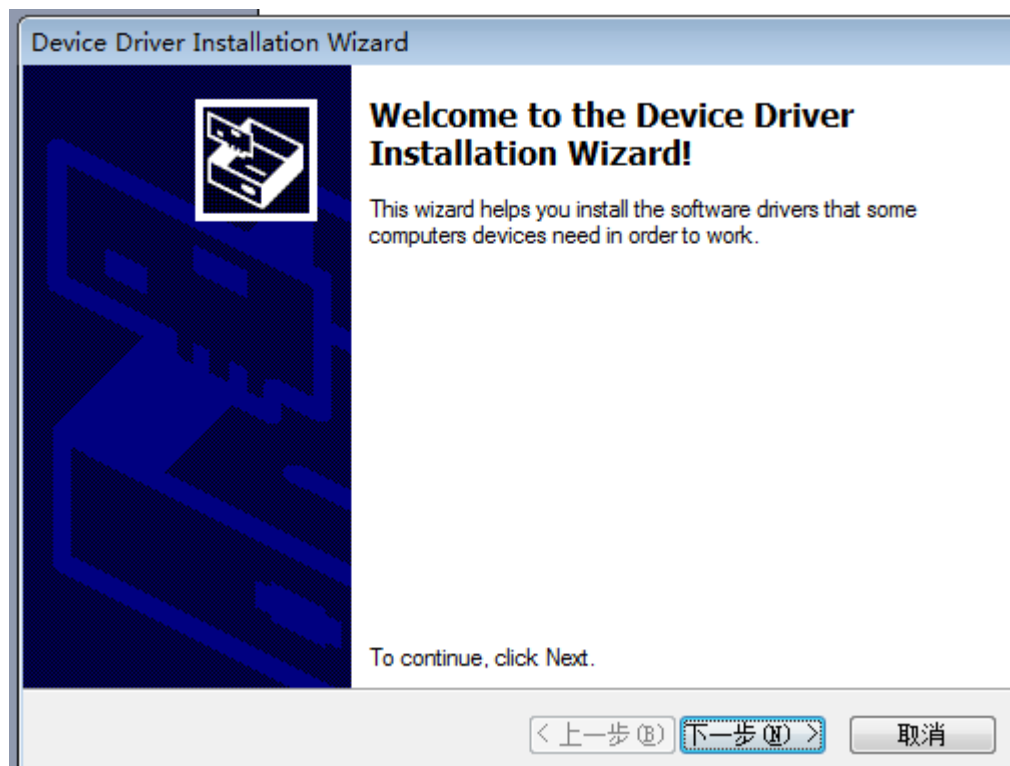 Device Driver Installation Wizard
Welcome to the Device Driver
Installation Wizard!
This wizard helps you install the software drivers that some
computers devices need in order to work.
To continue, click Next.
< 上一步(B) 下一步(N) > 取消